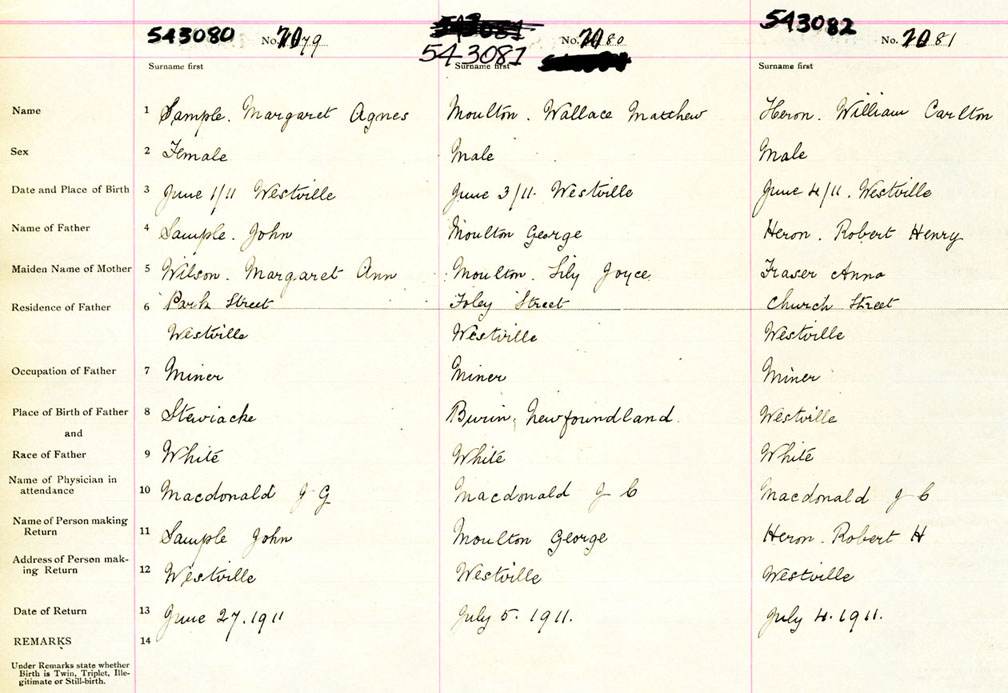 543080 No. 7079 543081 No. 7080 543082 No. 7081
Surname first Surname first Surname first
Name 1 Sample. Margaret Agnes Moulton. Wallace Matthew Heron. William Carlton
Sex 2 Female Male Male
Date and Place of Birth 3 June 1/11 Westville June 3/11. Westville June 4/11. Westville
Name of Father 4 Sample. John Moulton George Heron. Robert Henry
Maiden Name of Mother 5 Wilson. Margaret Ann Moulton. Lily Joyce Fraser Anna
Residence of Father 6 Park Street Foley Street Church Street
Westville Westville Westville
Occupation of Father 7 Miner Miner Miner
Place of Birth of Father 8 Stewiacke Burin, Newfoundland. Westville
and
Race of Father 9 White White White
Name of Physician in
attendance 10 Macdonald J G Macdonald J C Macdonald J C
Name of Person making
Return 11 Sample John Moulton George Heron. Robert H
Address of Person mak-
ing Return 12 Westville Westville Westville
Date of Return 13 June 27. 1911 July 5. 1911. July 4. 1911.
REMARKS 14
Under Remarks state whether
Birth is Twin, Triplet, Ille-
gitimate or Still-birth.